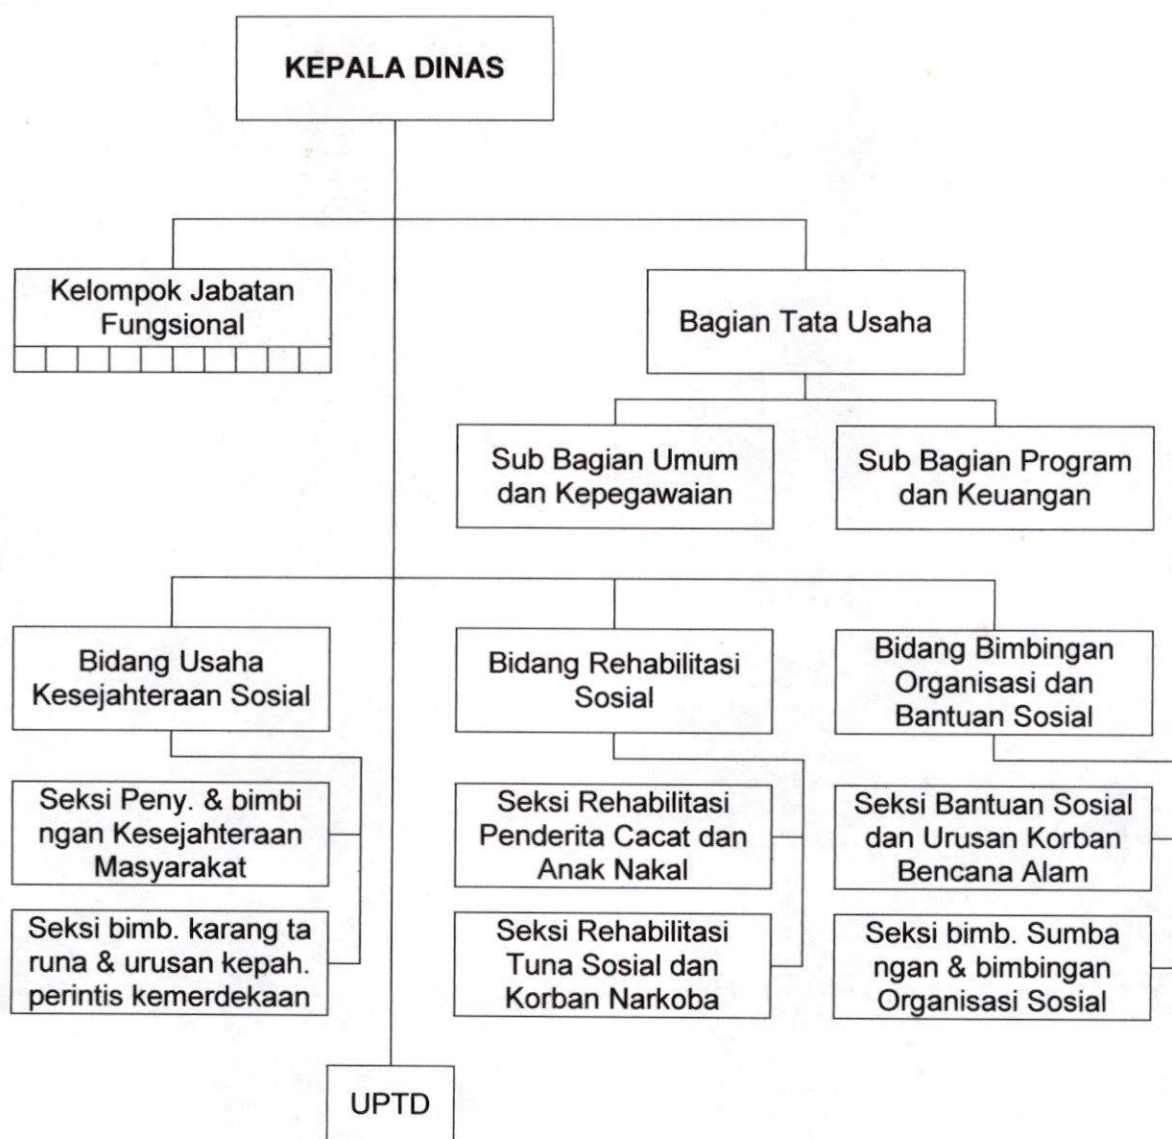 KEPALA DINAS
Kelompok Jabatan
Fungsional
Bagian Tata Usaha
Sub Bagian Umum
dan Kepegawaian
Sub Bagian Program
dan Keuangan
Bidang Usaha
Kesejahteraan Sosial
Bidang Rehabilitasi
Sosial
Bidang Bimbingan
Organisasi dan
Bantuan Sosial
Seksi Peny. & bimbi
ngan Kesejahteraan
Masyarakat
Seksi Rehabilitasi
Penderita Cacat dan
Anak Nakal
Seksi Bantuan Sosial
dan Urusan Korban
Bencana Alam
Seksi bimb. karang ta
runa & urusan kepah.
perintis kemerdekaan
Seksi Rehabilitasi
Tuna Sosial dan
Korban Narkoba
Seksi bimb. Sumba
ngan & bimbingan
Organisasi Sosial
UPTD